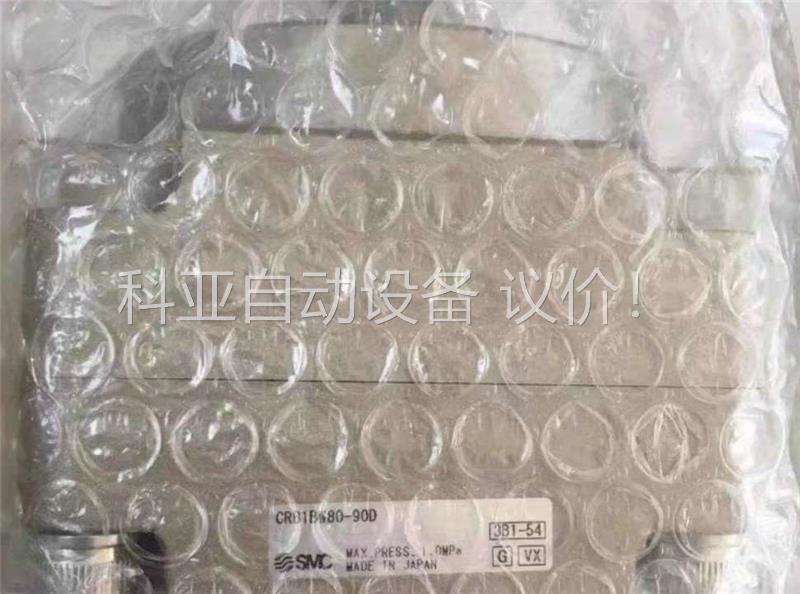 科亚自动设备 议价！
CRB1BW80-90D
3B1-54
SMC MAX.PRESS.1.0MPa
MADE IN JAPAN
G VX